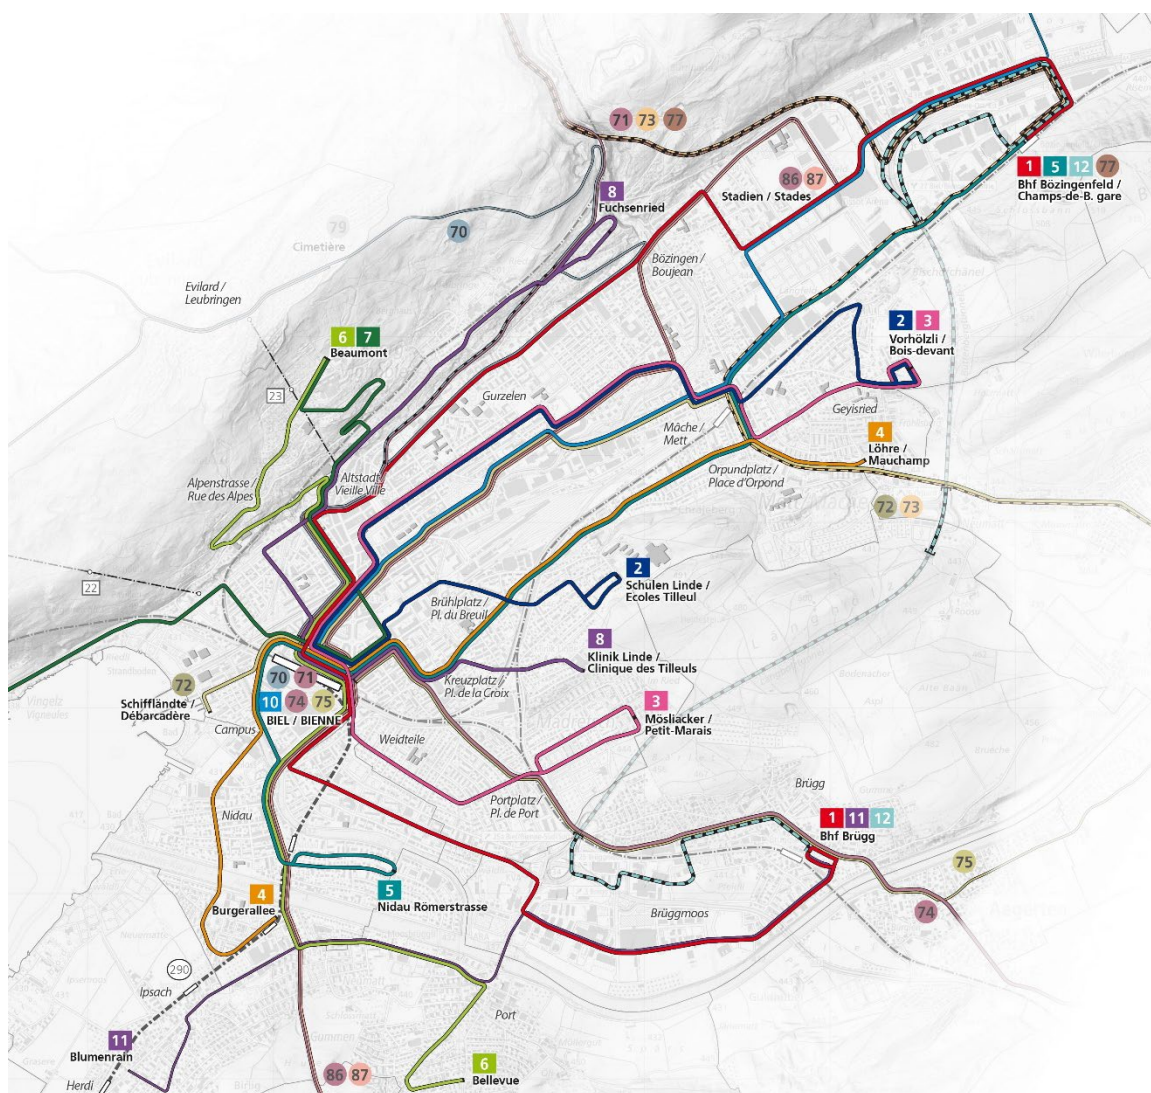 71 73 77
1 5 12 77
Bhf Bözingenfeld /
Champs-de-B. gare
86 87
Stadien / Stades
8
Fuchsenried
79
Cimetière
70
Bözingen /
Boujean
Evilard /
Leubringen
6 7
Beaumont
2 3
Vorhölzli /
Bois-devant
23
Gurzelen
Geyisried
Mâche /
Mett
4
Löhre /
Mauchamp
Alpenstrasse /
Rue des Alpes
Altstadt/
Vieille Ville
Orpundplatz /
Place d'Orpond
72 73
22
2
Schulen Linde /
Ecoles Tilleul
Brühlplatz /
Pl. du Breuil
8
Klinik Linde /
Clinique des Tilleuls
72
Schiffländte /
Débarcadère
70 71
10 74 75
BIEL / BIENNE
Kreuzplatz /
Pl. de la Croix
Vingelz
Vigneules
3
Mösliacker /
Petit-Marais
Campus
Weidteile
Nidau
Portplatz /
Pl. de Port
Brügg
1 11 12
Bhf Brügg
75
4
Burgerallee
5
Nidau Römerstrasse
Brüggmoos
74
290
Ipsach
Port
11
Blumenrain
6
Bellevue
86 87
Herdi